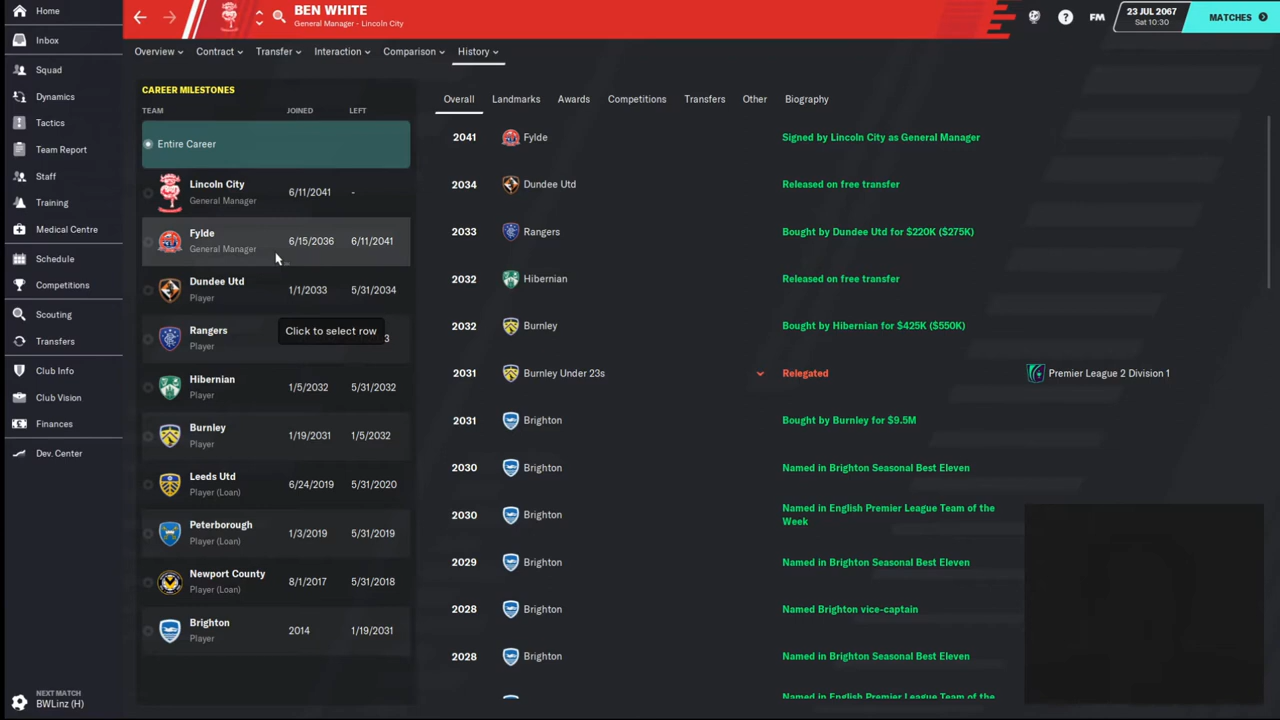 BEN WHITE
General Manager - Lincoln City
FM
23 JUL 2067
Sat 10:30
MATCHES
Home
Inbox
Squad
Dynamics
Tactics
Team Report
Staff
Training
Medical Centre
Schedule
Competitions
Scouting
Transfers
Club Info
Club Vision
Finances
Dev. Center
NEXT MATCH
BWLinz (H)
Overview
Contract
Transfer
Interaction
Comparison
History
CAREER MILESTONES
TEAM JOINED LEFT
Entire Career
Lincoln City
General Manager
6/11/2041 -
Fylde
General Manager
6/15/2036 6/11/2041
Dundee Utd
Player
1/1/2033 5/31/2034
Rangers
Player
3
Click to select row
Hibernian
Player
1/5/2032 5/31/2032
Burnley
Player
1/19/2031 1/5/2032
Leeds Utd
Player (Loan)
6/24/2019 5/31/2020
Peterborough
Player (Loan)
1/3/2019 5/31/2019
Newport County
Player (Loan)
8/1/2017 5/31/2018
Brighton
Player
2014 1/19/2031
Overall Landmarks Awards Competitions Transfers Other Biography
2041 Fylde Signed by Lincoln City as General Manager
2034 Dundee Utd Released on free transfer
2033 Rangers Bought by Dundee Utd for $220K ($275K)
2032 Hibernian Released on free transfer
2032 Burnley Bought by Hibernian for $425K ($550K)
2031 Burnley Under 23s Relegated Premier League 2 Division 1
2031 Brighton Bought by Burnley for $9.5M
2030 Brighton Named in Brighton Seasonal Best Eleven
2030 Brighton Named in English Premier League Team of the
Week
2029 Brighton Named in Brighton Seasonal Best Eleven
2028 Brighton Named Brighton vice-captain
2028 Brighton Named in Brighton Seasonal Best Eleven
Named in English Premier League Team of the